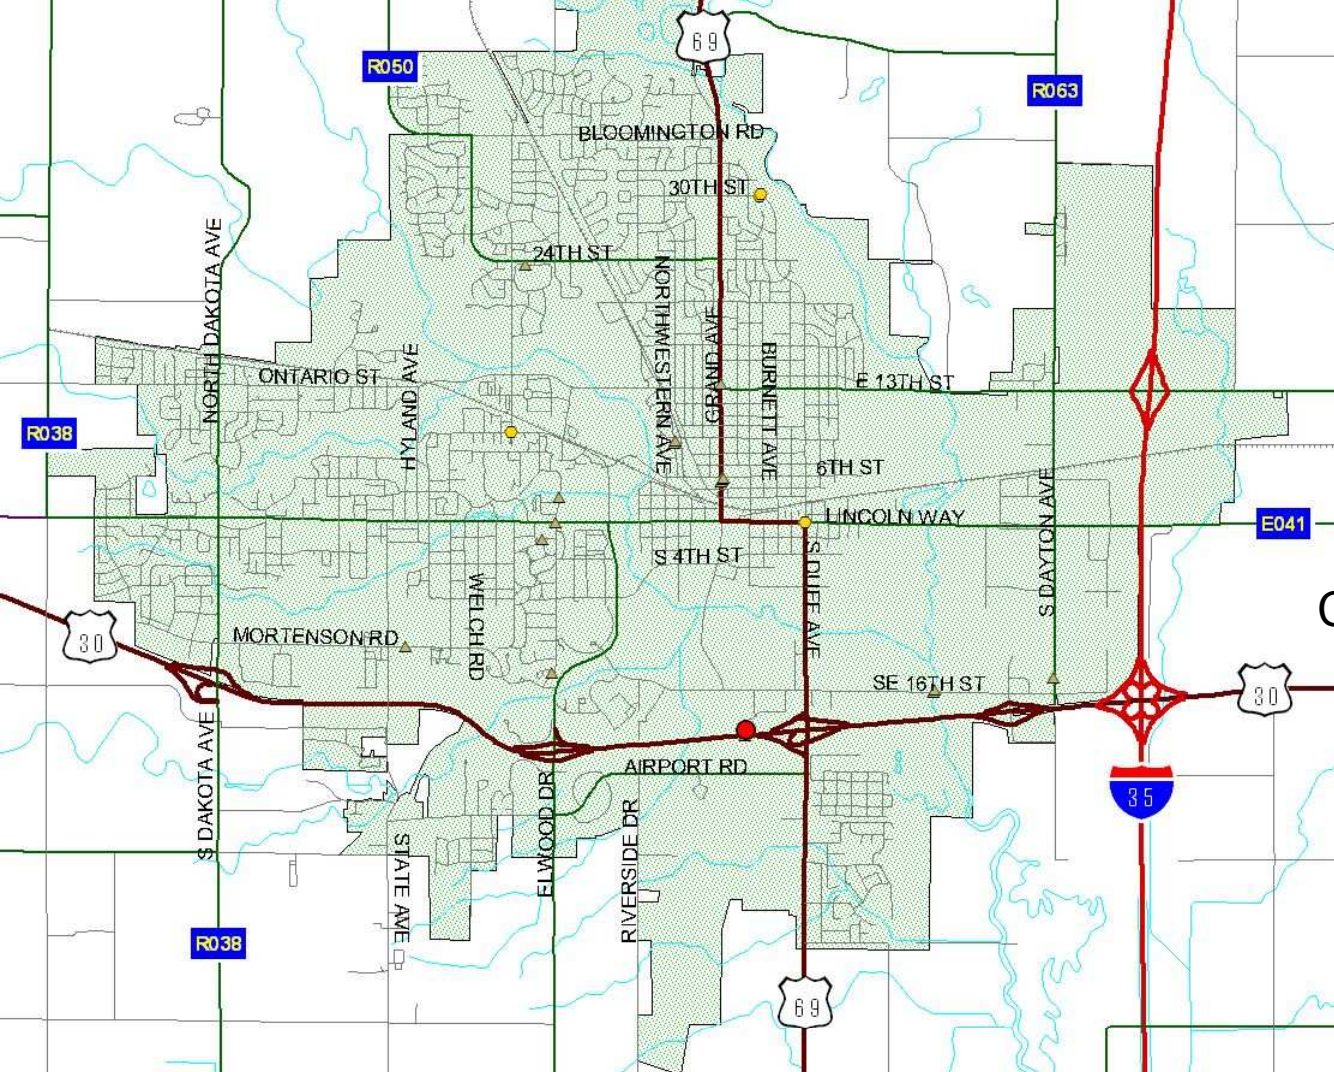 69
R050
R063
BLOOMINGTON RD
30TH ST
24TH ST
NORTH DAKOTA AVE
NORTHWESTERN AVE
GRAND AVE
BURNETT AVE
HYLAND AVE
ONTARIO ST
E 13TH ST
R038
6TH ST
LINCOLN WAY
E041
S 4TH ST
S DUFF AVE
S DAYTON AVE
WELCH RD
30
MORTENSON RD
SE 16TH ST
30
S DAKOTA AVE
AIRPORT RD
35
ELWOOD DR
RIVERSIDE DR
STATE AVE
R038
69